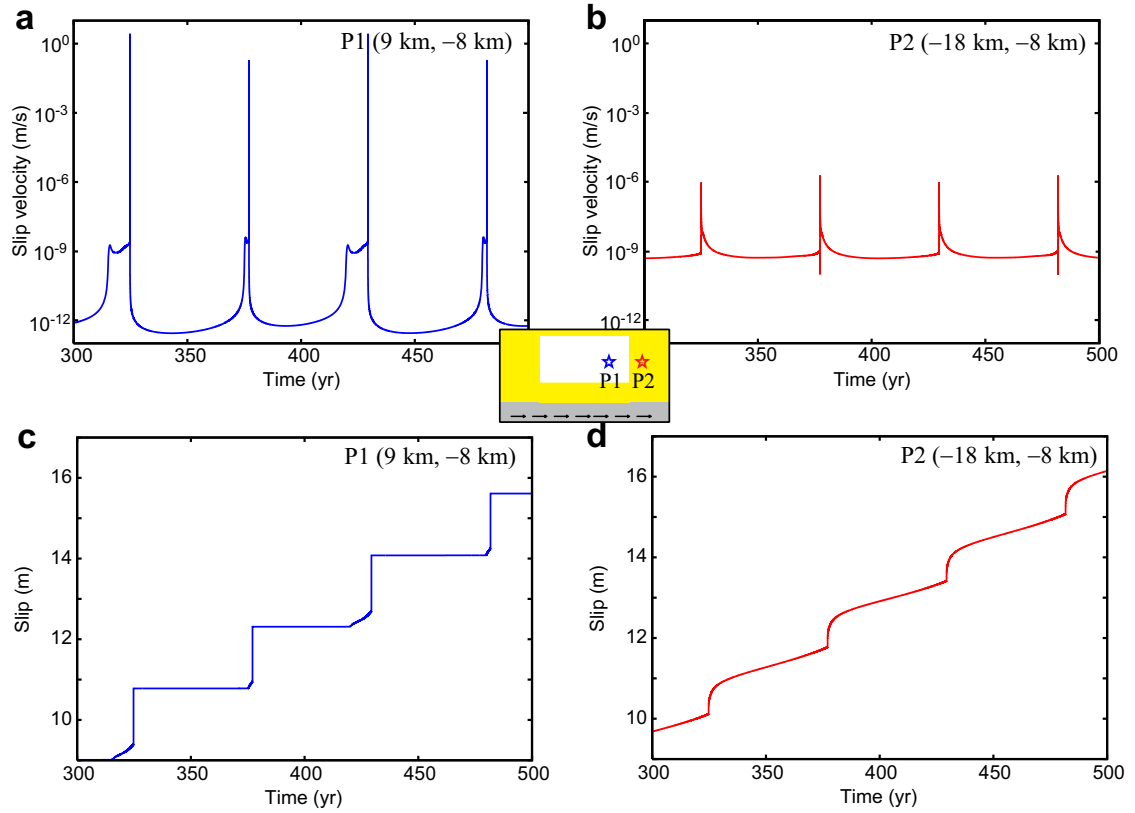 a
P1 (9 km, −8 km)
10^0
10^-3
10^-6
10^-9
10^-12
Slip velocity (m/s)
300
350
400
450
Time (yr)
b
P2 (−18 km, −8 km)
10^0
10^-3
10^-6
10^-9
10^-12
Slip velocity (m/s)
350
400
450
500
Time (yr)
P1
P2
c
P1 (9 km, −8 km)
16
14
12
10
Slip (m)
300
350
400
450
500
Time (yr)
d
P2 (−18 km, −8 km)
16
14
12
10
Slip (m)
300
350
400
450
500
Time (yr)